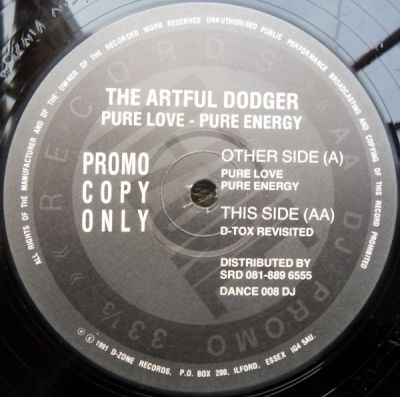 ALL RIGHTS OF THE MANUFACTURER AND OF THE OWNER OF THE RECORDED WORK RESERVED UNAUTHORISED PUBLIC PERFORMANCE BROADCASTING AND COPYING OF THIS RECORD PROHIBITED
RECORDS
AA DJ PROMO
33 1/3
THE ARTFUL DODGER
PURE LOVE - PURE ENERGY
PROMO
COPY
ONLY
OTHER SIDE (A)
PURE LOVE
PURE ENERGY
THIS SIDE (AA)
D-TOX REVISITED
DISTRIBUTED BY
SRD 081-889 6555
DANCE 008 DJ
℗ © 1991 D-ZONE RECORDS, P.O. BOX 200, ILFORD, ESSEX IG4 5AU.